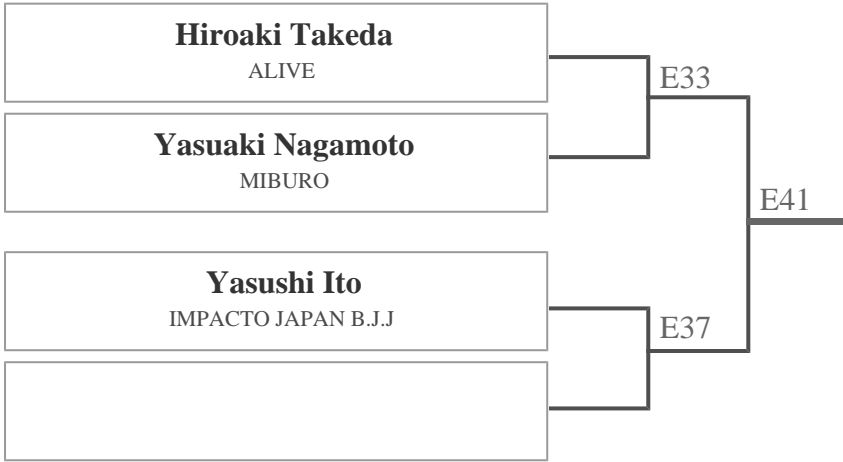 Hiroaki Takeda
ALIVE
E33
Yasuaki Nagamoto
MIBURO
E41
Yasushi Ito
IMPACTO JAPAN B.J.J
E37